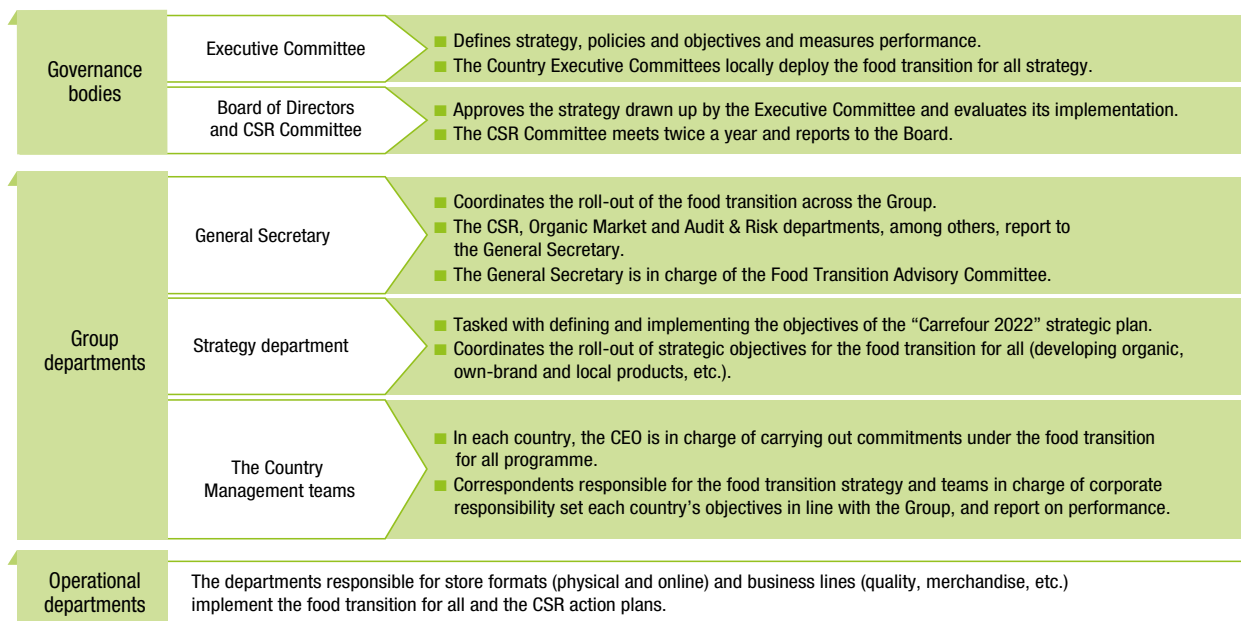 Governance
bodies
Executive Committee
■ Defines strategy, policies and objectives and measures performance.
■ The Country Executive Committees locally deploy the food transition for all strategy.
Board of Directors
and CSR Committee
■ Approves the strategy drawn up by the Executive Committee and evaluates its implementation.
■ The CSR Committee meets twice a year and reports to the Board.
Group
departments
General Secretary
■ Coordinates the roll-out of the food transition across the Group.
■ The CSR, Organic Market and Audit & Risk departments, among others, report to
the General Secretary.
■ The General Secretary is in charge of the Food Transition Advisory Committee.
Strategy department
■ Tasked with defining and implementing the objectives of the “Carrefour 2022” strategic plan.
■ Coordinates the roll-out of strategic objectives for the food transition for all (developing organic,
own-brand and local products, etc.).
The Country
Management teams
■ In each country, the CEO is in charge of carrying out commitments under the food transition
for all programme.
■ Correspondents responsible for the food transition strategy and teams in charge of corporate
responsibility set each country’s objectives in line with the Group, and report on performance.
Operational
departments
The departments responsible for store formats (physical and online) and business lines (quality, merchandise, etc.)
implement the food transition for all and the CSR action plans.